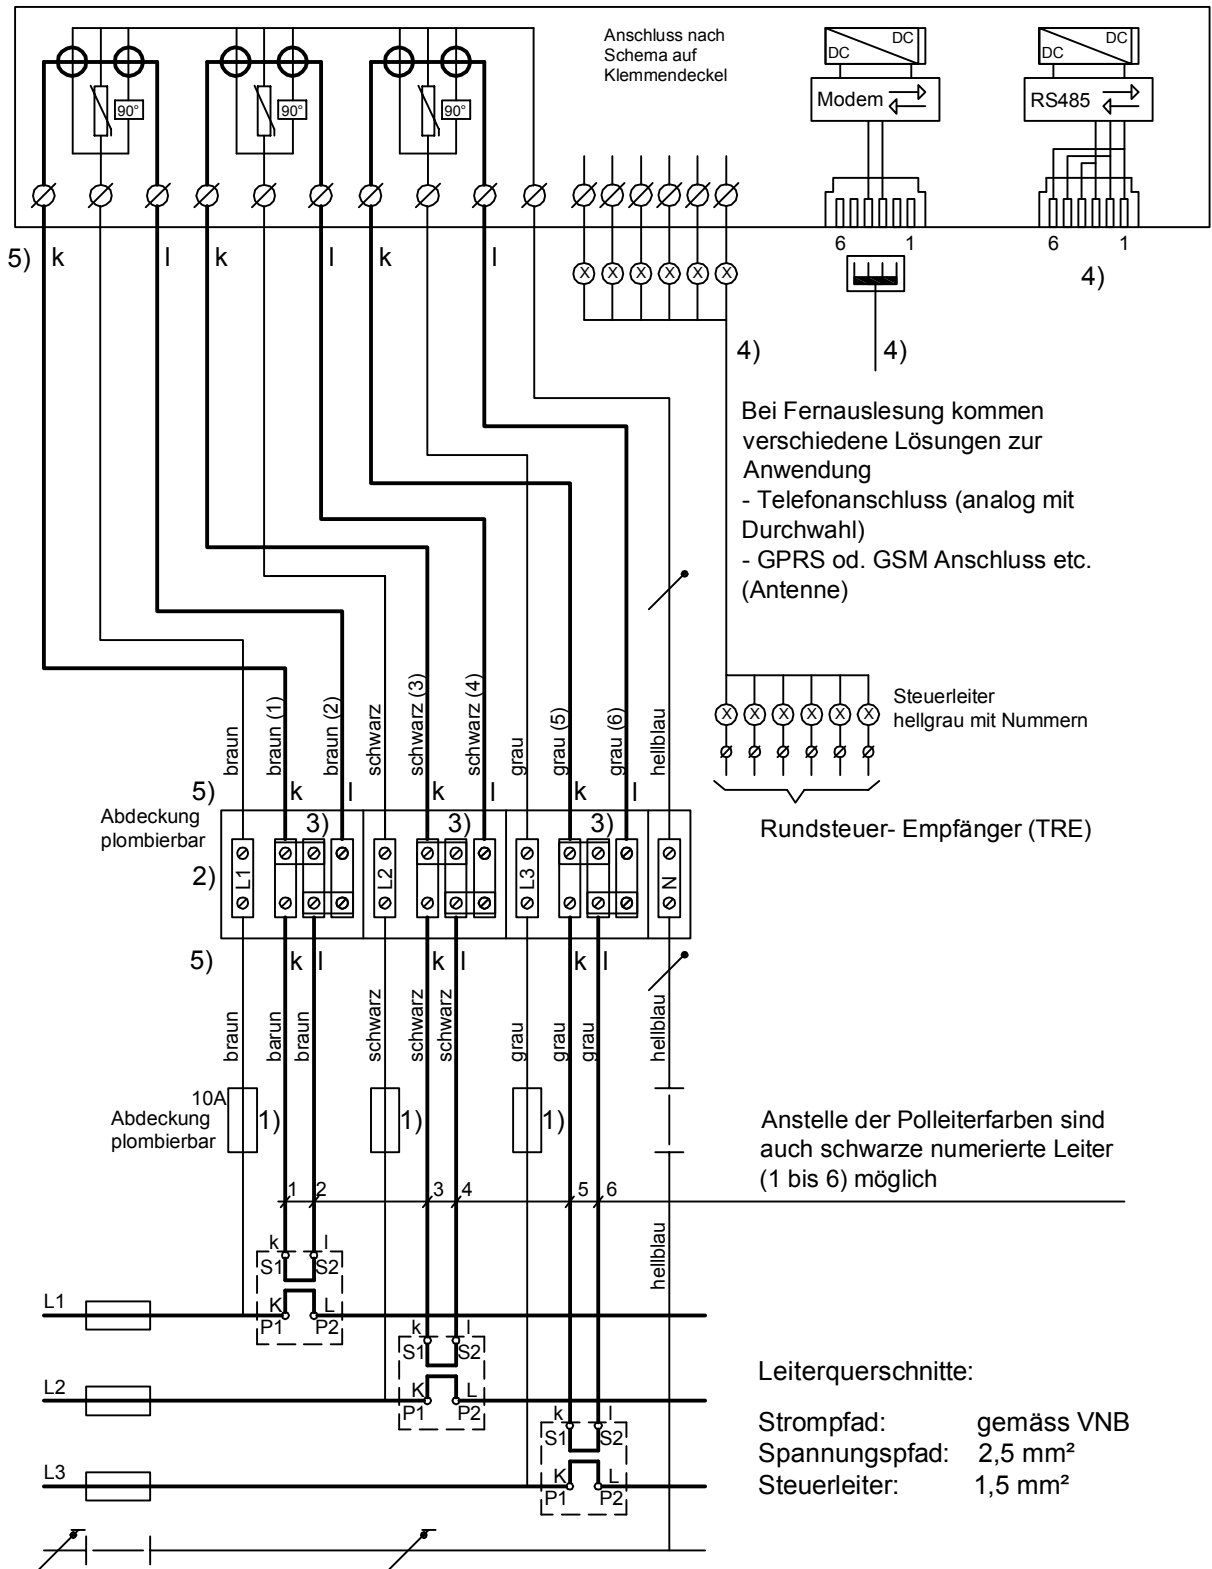 Anschluss nach
Schema auf
Klemmendeckel
DC
DC
DC
DC
Modem
RS485
90°
90°
90°
6
1
6
1
5)
k
l
k
l
k
l
4)
4)
4)
Bei Fernauslesung kommen
verschiedene Lösungen zur
Anwendung
- Telefonanschluss (analog mit
Durchwahl)
- GPRS od. GSM Anschluss etc.
(Antenne)
X X X X X X
X X X X X X
Steuerleiter
hellgrau mit Nummern
Rundsteuer- Empfänger (TRE)
braun
braun (1)
braun (2)
schwarz
schwarz (3)
schwarz (4)
grau
grau (5)
grau (6)
hellblau
5)
k
l
k
l
k
l
Abdeckung
plombierbar
3)
3)
3)
2)
L1
L2
L3
N
5)
k
l
k
l
k
l
braun
barun
braun
schwarz
schwarz
schwarz
grau
grau
grau
hellblau
10A
Abdeckung
plombierbar
1)
1)
1)
Anstelle der Polleiterfarben sind
auch schwarze numerierte Leiter
(1 bis 6) möglich
1
2
3
4
5
6
hellblau
k
l
S1
S2
L1
K
L
P1
P2
k
l
S1
S2
L2
K
L
P1
P2
k
l
S1
S2
L3
K
L
P1
P2
Leiterquerschnitte:
Strompfad: gemäss VNB
Spannungspfad: 2,5 mm²
Steuerleiter: 1,5 mm²